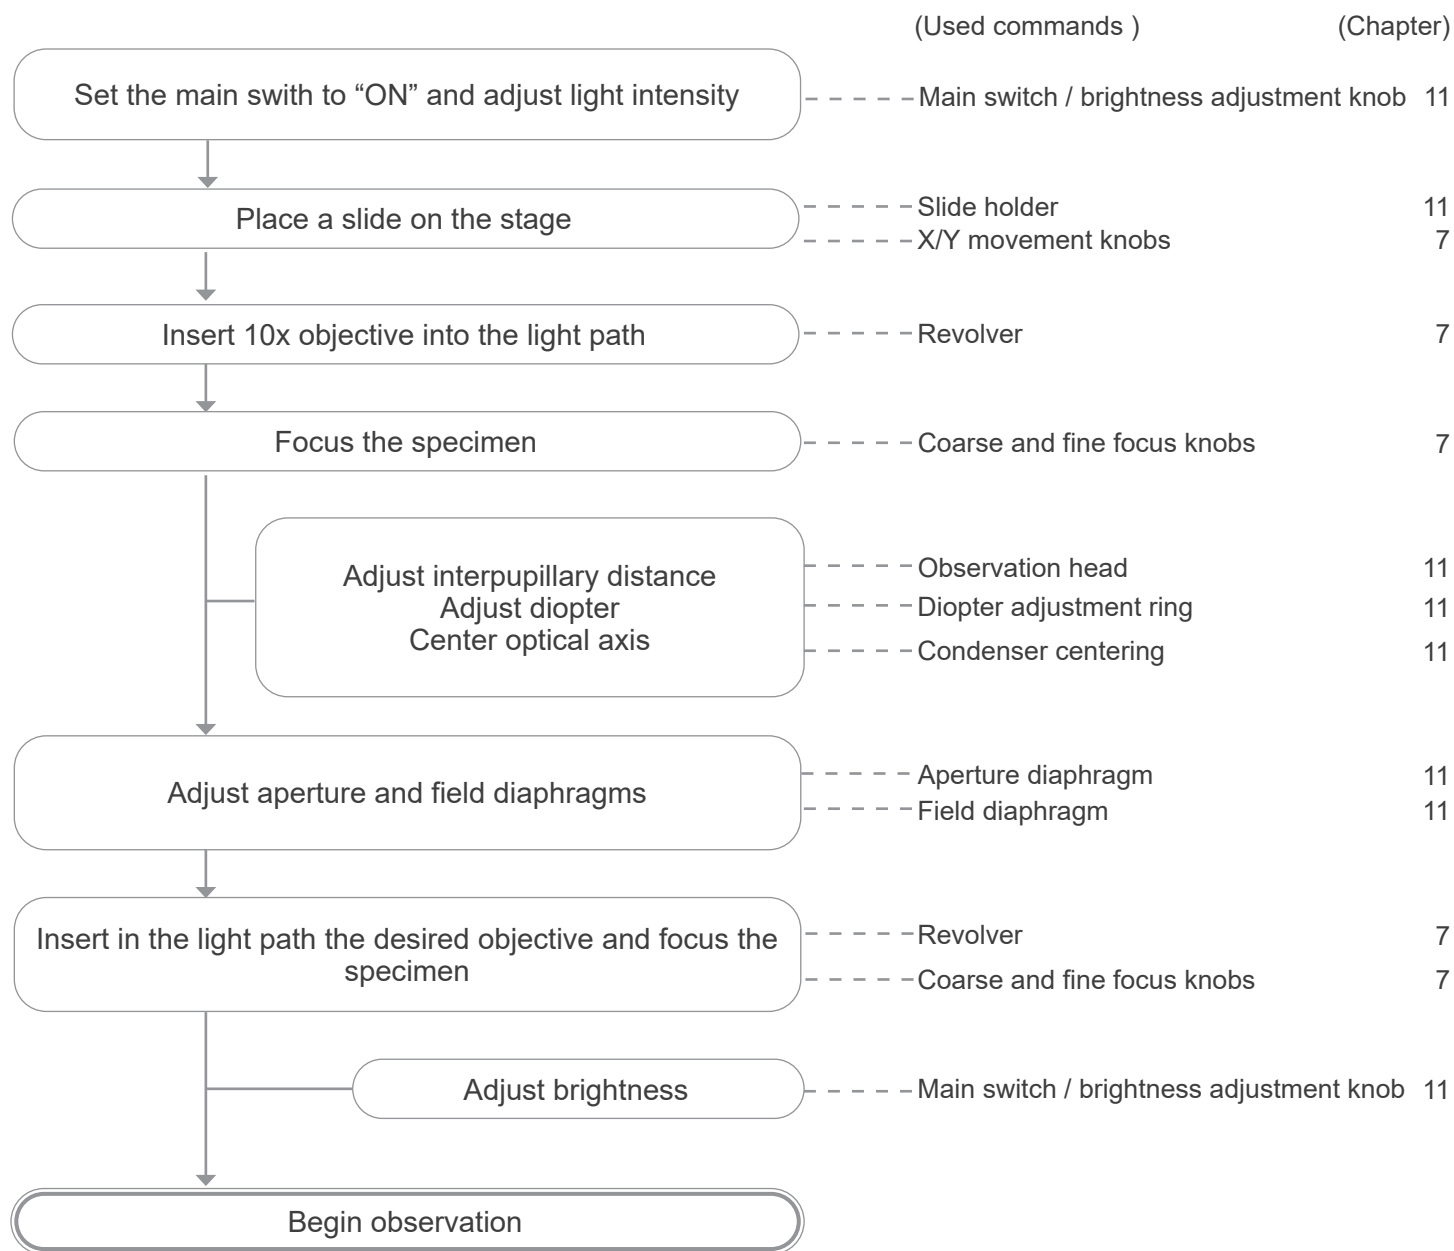 (Used commands ) (Chapter)
Set the main swith to “ON” and adjust light intensity
Main switch / brightness adjustment knob 11
Place a slide on the stage
Slide holder 11
X/Y movement knobs 7
Insert 10x objective into the light path
Revolver 7
Focus the specimen
Coarse and fine focus knobs 7
Adjust interpupillary distance
Adjust diopter
Center optical axis
Observation head 11
Diopter adjustment ring 11
Condenser centering 11
Adjust aperture and field diaphragms
Aperture diaphragm 11
Field diaphragm 11
Insert in the light path the desired objective and focus the
specimen
Revolver 7
Coarse and fine focus knobs 7
Adjust brightness
Main switch / brightness adjustment knob 11
Begin observation